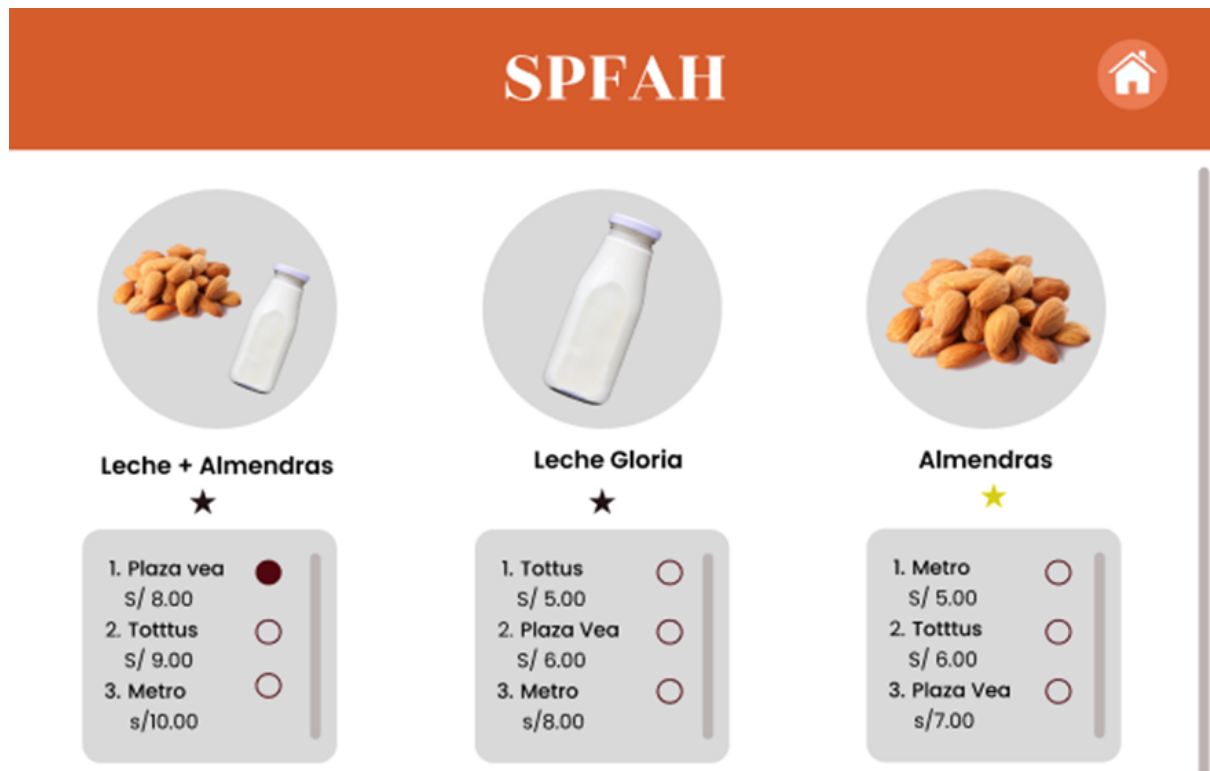 SPFAH
Leche + Almendras
1. Plaza vea
S/ 8.00
2. Totttus
S/ 9.00
3. Metro
s/10.00
Leche Gloria
1. Tottus
S/ 5.00
2. Plaza Vea
S/ 6.00
3. Metro
s/8.00
Almendras
1. Metro
S/ 5.00
2. Totttus
S/ 6.00
3. Plaza Vea
s/7.00